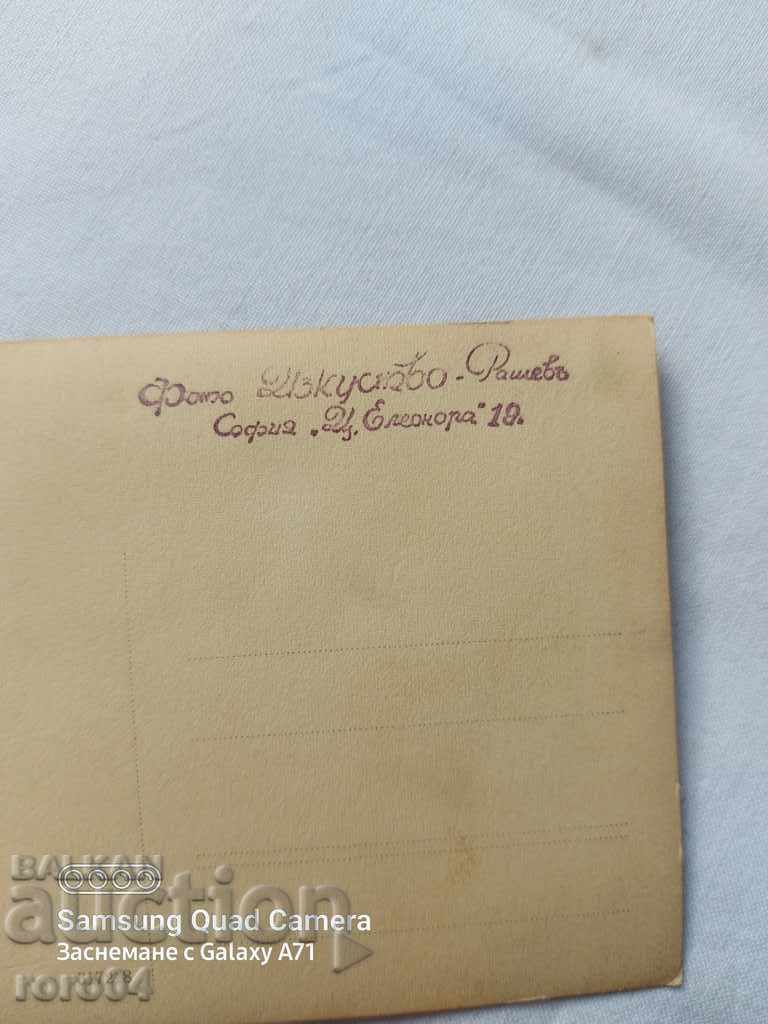 Фото Изкуство - Рашевъ
София "Ц. Елеонора" 19.
BALKAN
auction
Samsung Quad Camera
Заснемане с Galaxy A71
roro04